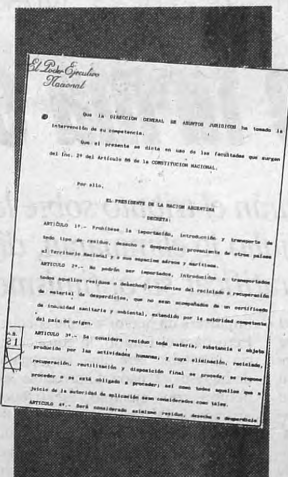 El Poder Ejecutivo
Nacional
Que la DIRECCION GENERAL DE ASUNTOS JURIDICOS ha tomado la
intervención de su competencia.
Que el presente se dicta en uso de las facultades que surgen
del inc. 2º del Artículo 86 de la CONSTITUCION NACIONAL.
Por ello,
EL PRESIDENTE DE LA NACION ARGENTINA
DECRETA:
ARTICULO 1º.- Prohíbese la importación, introducción y transporte de
todo tipo de residuo, desecho o desperdicio proveniente de otros países
al Territorio Nacional y a sus espacios aéreos y marítimos.
ARTICULO 2º.- No podrán ser importados, introducidos o transportados
todos aquellos residuos o desechos procedentes del reciclado o recuperación
de material de desperdicios, que no sean acompañados de un certificado
de inocuidad sanitaria y ambiental, extendido por la autoridad competente
del país de origen.
ARTICULO 3º.- Se considera residuo toda materia, substancia u objeto
producido por las actividades humanas, y cuya eliminación, reciclado,
recuperación, reutilización y disposición final se proceda, se propone
proceder o se está obligado a proceder; así como todos aquellos que a
juicio de la autoridad de aplicación sean considerados como tales.
ARTICULO 4º.- Será considerado asimismo residuo, desecho o desperdicio
21